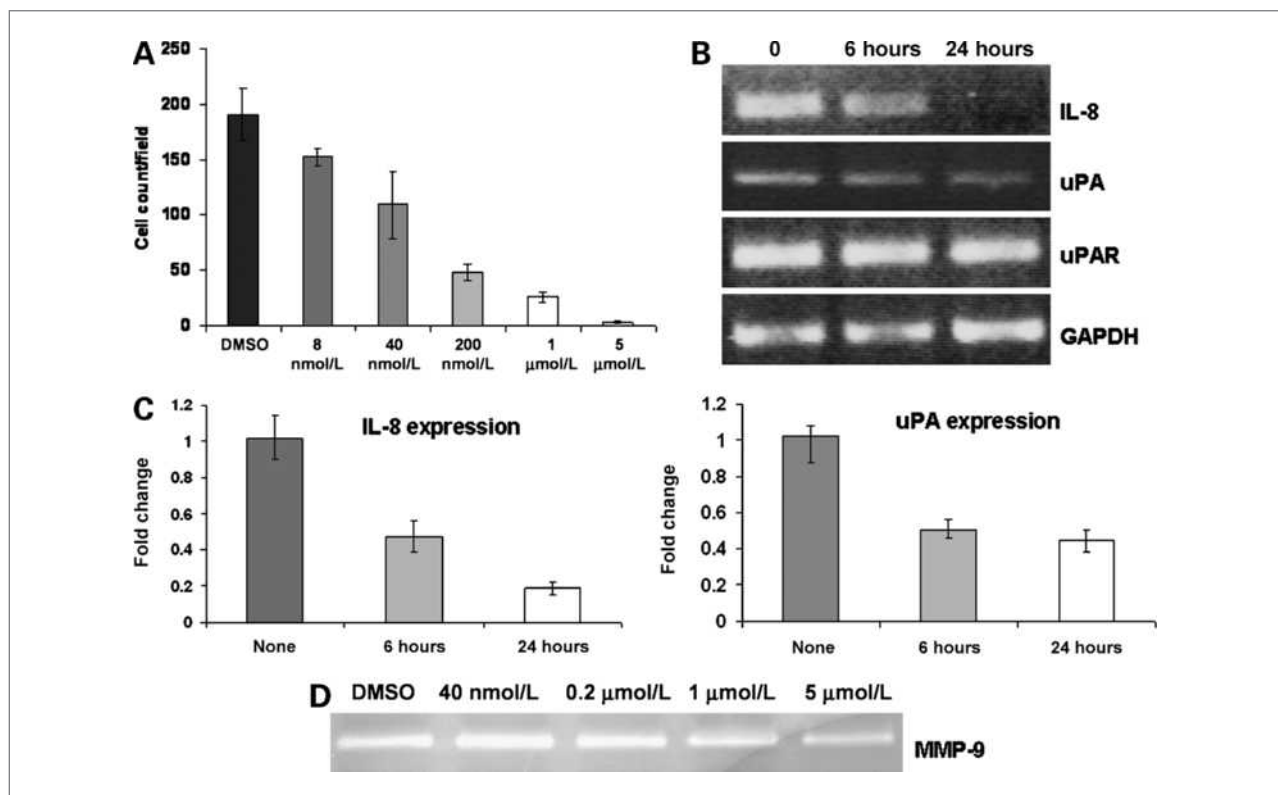 A
250
200
150
100
50
0
Cell count/field
DMSO 8 40 200 1 5
nmol/L nmol/L nmol/L μmol/L μmol/L
B
0 6 hours 24 hours
IL-8
uPA
uPAR
GAPDH
C
1.2
1
0.8
0.6
0.4
0.2
0
Fold change
IL-8 expression
None 6 hours 24 hours
1.2
1
0.8
0.6
0.4
0.2
0
Fold change
uPA expression
None 6 hours 24 hours
D
DMSO 40 nmol/L 0.2 μmol/L 1 μmol/L 5 μmol/L
MMP-9